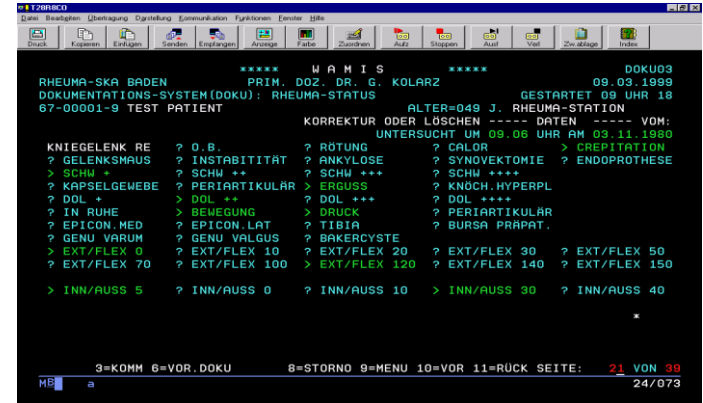 T28R8CO
Datei Bearbeiten Übertragung Darstellung Kommunikation Funktionen Fenster Hilfe
Druck Kopieren Einfügen Senden Empfangen Anzeige Farbe Zuordnen Aufz Stoppen Ausf Verl Zw.ablage Index
***** W A M I S ***** DOKU03
RHEUMA-SKA BADEN PRIM. DOZ. DR. G. KOLARZ 09.03.1999
DOKUMENTATIONS-SYSTEM(DOKU): RHEUMA-STATUS GESTARTET 09 UHR 18
67-00001-9 TEST PATIENT ALTER=049 J. RHEUMA-STATION
KORREKTUR ODER LÖSCHEN ----- DATEN ----- VOM:
UNTERSUCHT UM 09.06 UHR AM 03.11.1980
KNIEGELENK RE ? O.B. ? RÖTUNG ? CALOR > CREPITATION
? GELENKSMAUS ? INSTABITITÄT ? ANKYLOSE ? SYNOVEKTOMIE ? ENDOPROTHESE
> SCHW + ? SCHW ++ ? SCHW +++ ? SCHW ++++
? KAPSELGEWEBE ? PERIARTIKULÄR > ERGUSS ? KNÖCH.HYPERPL
? DOL + > DOL ++ ? DOL +++ ? DOL ++++
? IN RUHE > BEWEGUNG > DRUCK ? PERIARTIKULÄR
? EPICON.MED ? EPICON.LAT ? TIBIA ? BURSA PRÄPAT.
? GENU VARUM ? GENU VALGUS ? BAKERCYSTE
> EXT/FLEX 0 ? EXT/FLEX 10 ? EXT/FLEX 20 ? EXT/FLEX 30 ? EXT/FLEX 50
? EXT/FLEX 70 ? EXT/FLEX 100 > EXT/FLEX 120 ? EXT/FLEX 140 ? EXT/FLEX 150
> INN/AUSS 5 ? INN/AUSS 0 ? INN/AUSS 10 > INN/AUSS 30 ? INN/AUSS 40
*
3=KOMM 6=VOR.DOKU 8=STORNO 9=MENU 10=VOR 11=RÜCK SEITE: 21 VON 39
MB a 24/073